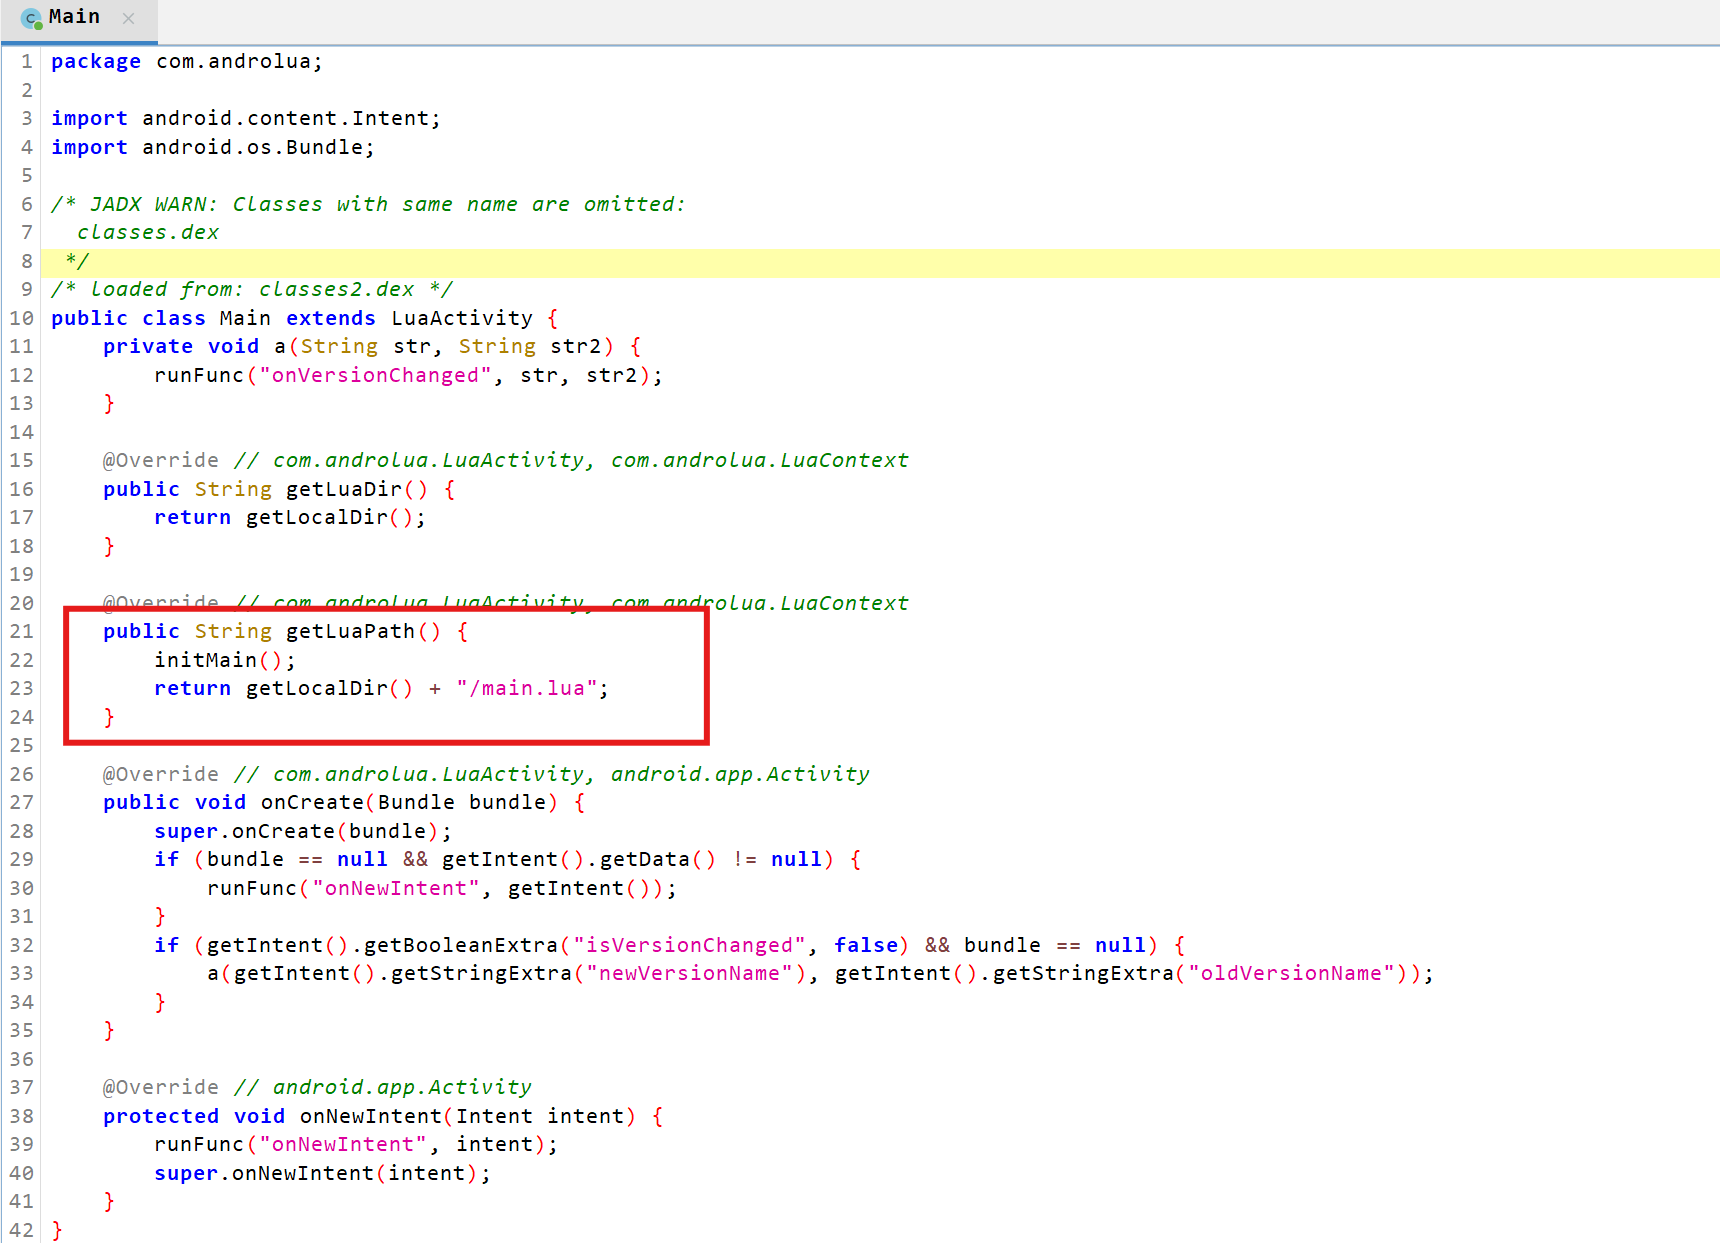 Main
1 package com.androlua;
2
3 import android.content.Intent;
4 import android.os.Bundle;
5
6 /* JADX WARN: Classes with same name are omitted:
7   classes.dex
8  */
9 /* loaded from: classes2.dex */
10 public class Main extends LuaActivity {
11     private void a(String str, String str2) {
12         runFunc("onVersionChanged", str, str2);
13     }
14
15     @Override // com.androlua.LuaActivity, com.androlua.LuaContext
16     public String getLuaDir() {
17         return getLocalDir();
18     }
19
20     @Override // com.androlua.LuaActivity, com.androlua.LuaContext
21     public String getLuaPath() {
22         initMain();
23         return getLocalDir() + "/main.lua";
24     }
25
26     @Override // com.androlua.LuaActivity, android.app.Activity
27     public void onCreate(Bundle bundle) {
28         super.onCreate(bundle);
29         if (bundle == null && getIntent().getData() != null) {
30             runFunc("onNewIntent", getIntent());
31         }
32         if (getIntent().getBooleanExtra("isVersionChanged", false) && bundle == null) {
33             a(getIntent().getStringExtra("newVersionName"), getIntent().getStringExtra("oldVersionName"));
34         }
35     }
36
37     @Override // android.app.Activity
38     protected void onNewIntent(Intent intent) {
39         runFunc("onNewIntent", intent);
40         super.onNewIntent(intent);
41     }
42 }